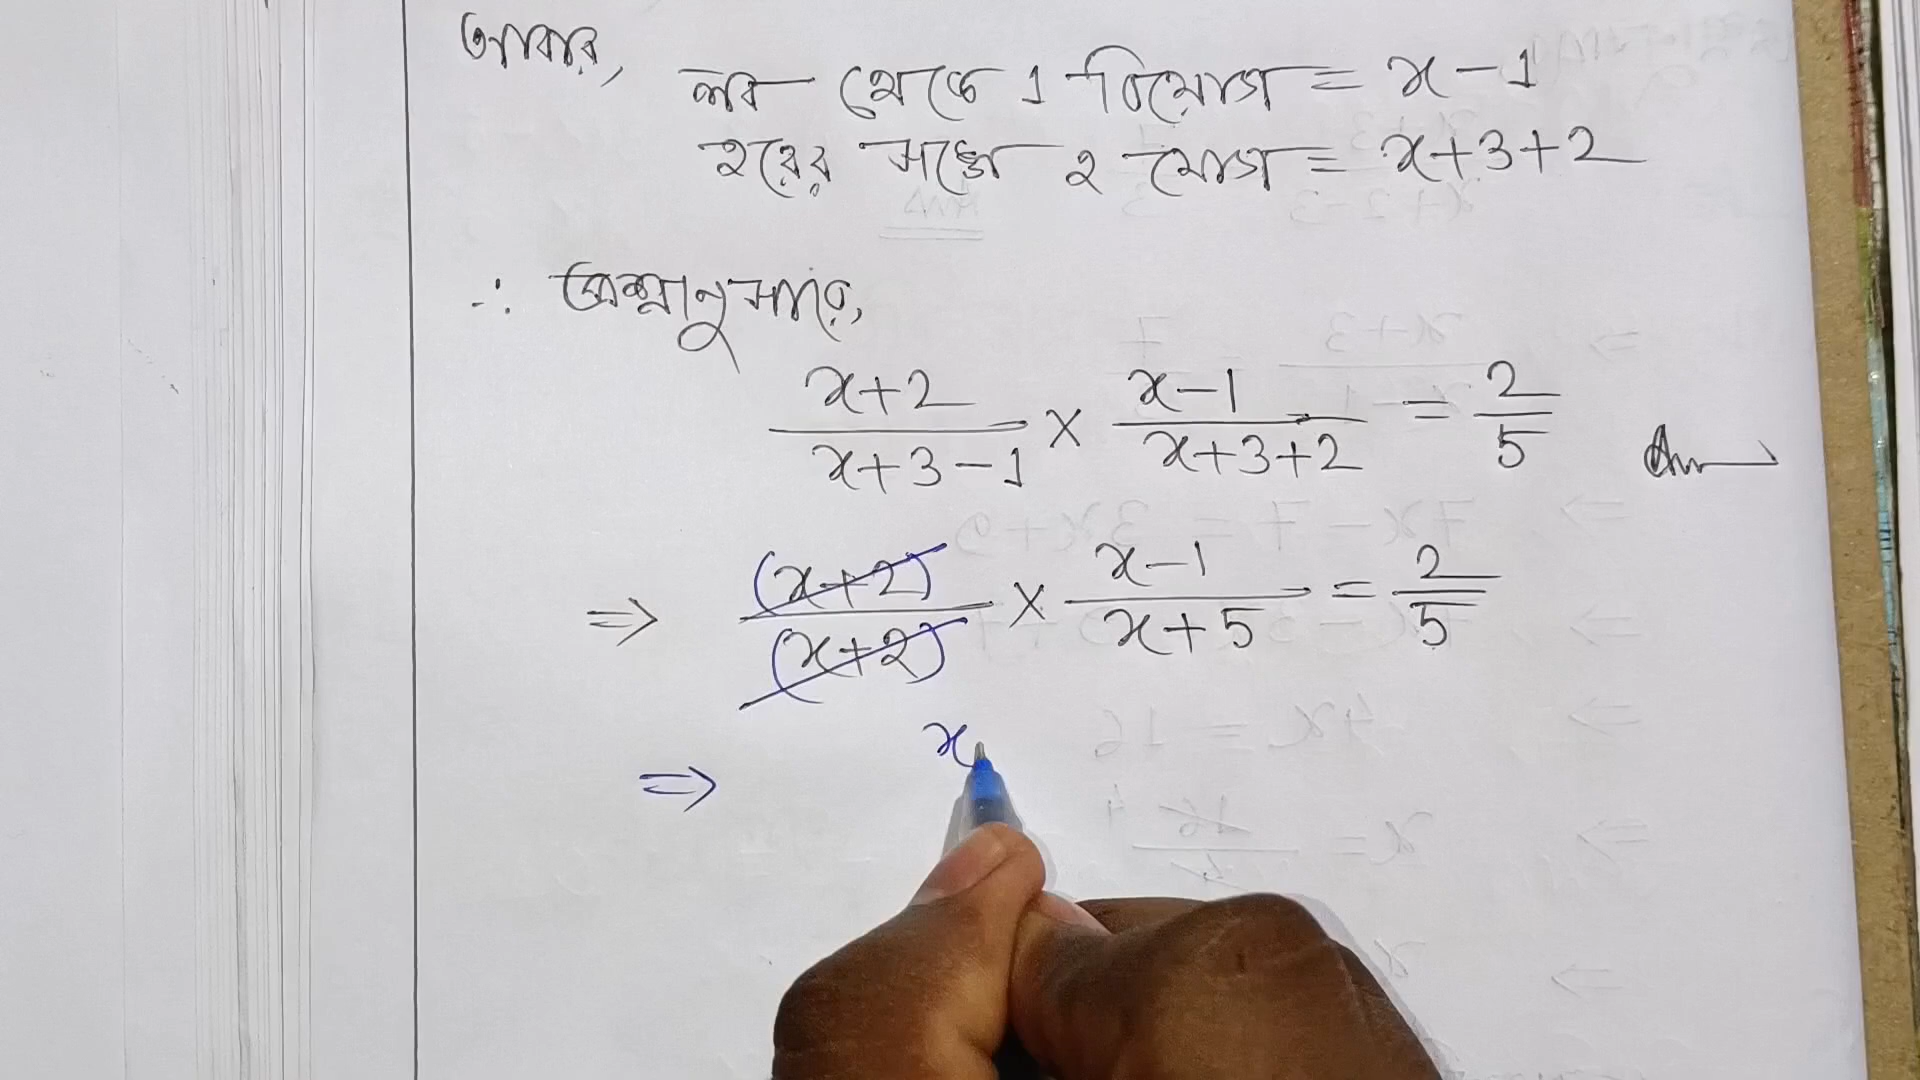 আবার,
লব থেকে 1 বিয়োগ = x - 1
হরের সঙ্গে ২ যোগ = x+3+2
∴ প্রশ্নানুসারে,
(x+2)/(x+3-1) × (x-1)/(x+3+2) = 2/5
⇒ (x+2)/(x+2) × (x-1)/(x+5) = 2/5
⇒ x